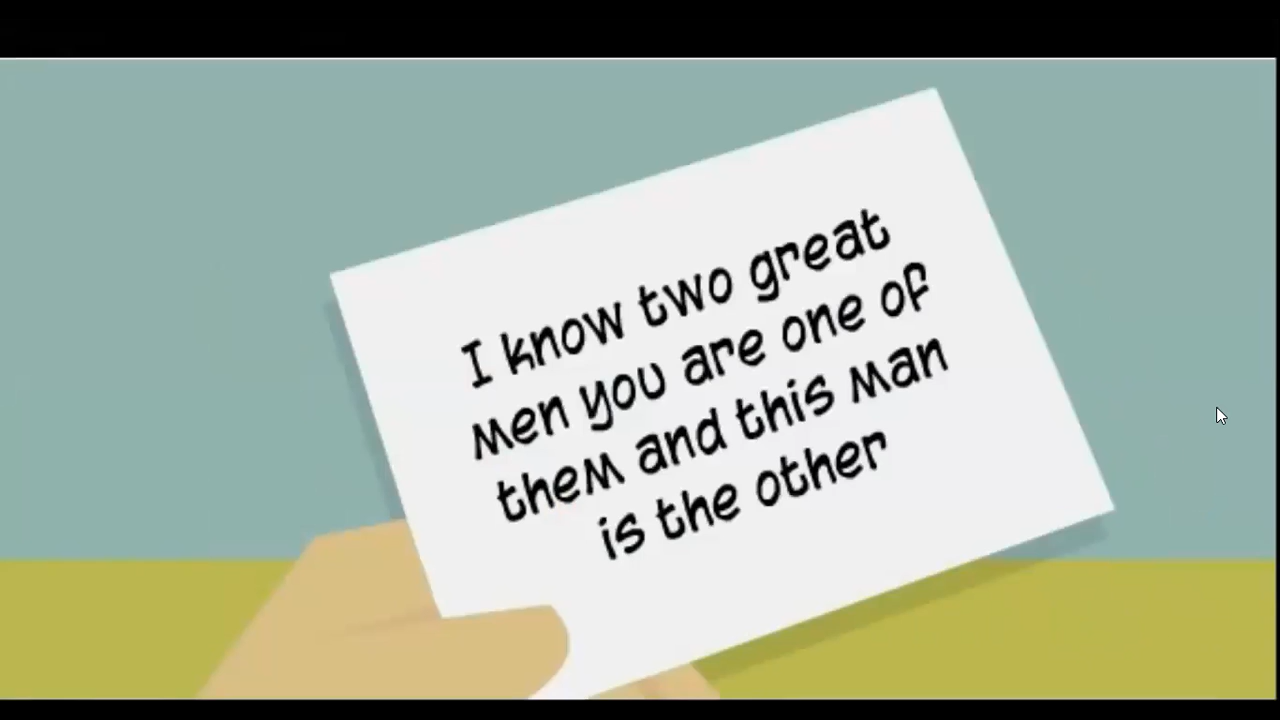 I know two great
men you are one of
them and this man
is the other